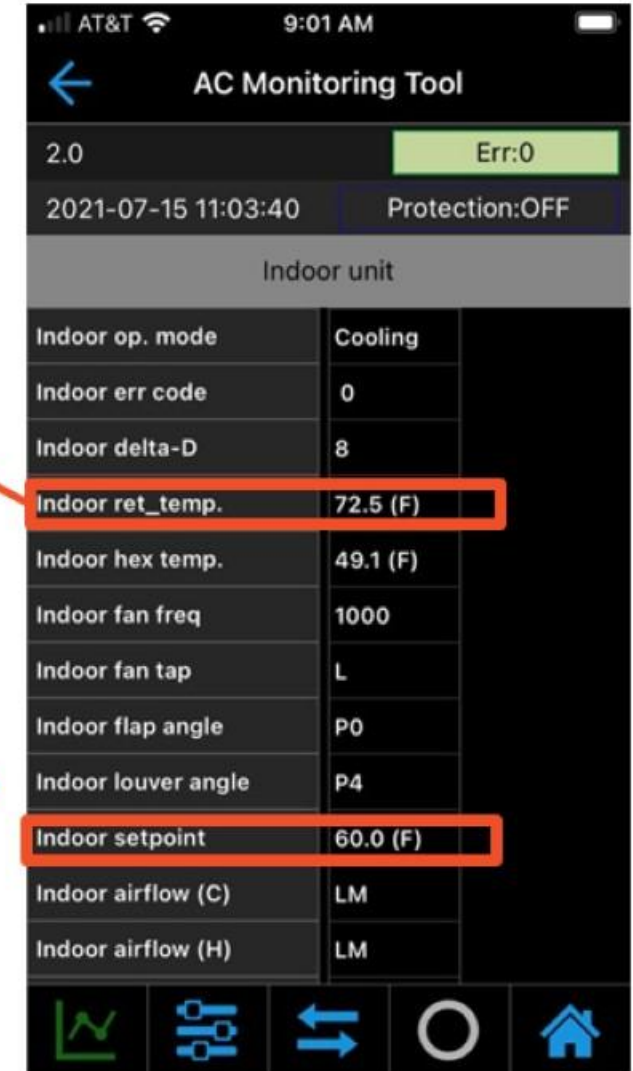 AT&T 9:01 AM
AC Monitoring Tool
2.0 Err:0
2021-07-15 11:03:40 Protection:OFF
Indoor unit
Indoor op. mode Cooling
Indoor err code 0
Indoor delta-D 8
Indoor ret_temp. 72.5 (F)
Indoor hex temp. 49.1 (F)
Indoor fan freq 1000
Indoor fan tap L
Indoor flap angle P0
Indoor louver angle P4
Indoor setpoint 60.0 (F)
Indoor airflow (C) LM
Indoor airflow (H) LM